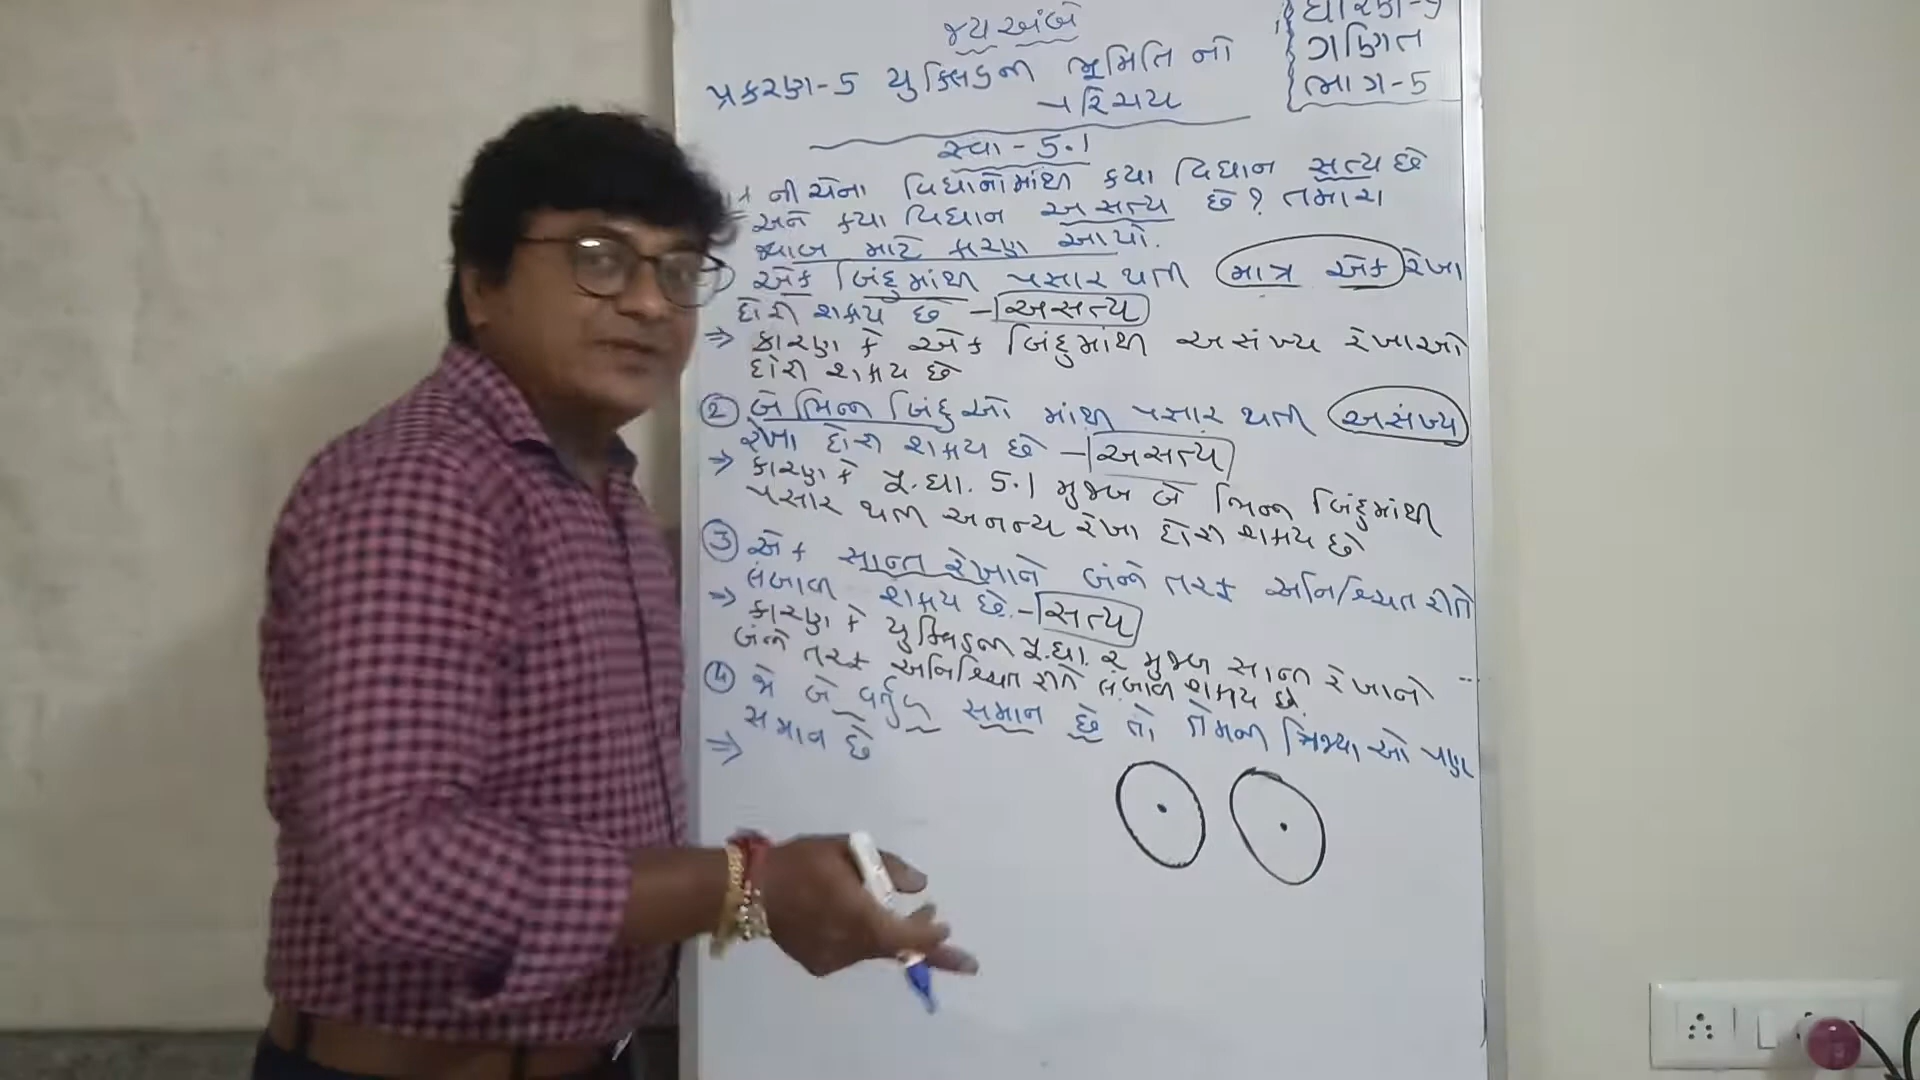 જય અંબે
ધોરણ-9
ગણિત
ભાગ-5
પ્રકરણ-5 યુક્લિડની ભૂમિતિ નો
પરિચય
સ્વા - 5.1
નીચેના વિધાનોમાંથી કયા વિધાન સત્ય છે
અને કયા વિધાન અસત્ય છે? તમારા
જવાબ માટે કારણ આપો.
એક બિંદુમાંથી પસાર થતી માત્ર એક રેખા
દોરી શકાય છે - અસત્ય
⇒ કારણ કે એક બિંદુમાંથી અસંખ્ય રેખાઓ
દોરી શકાય છે
② બે ભિન્ન બિંદુઓ માંથી પસાર થતી અસંખ્ય
રેખા દોરી શકાય છે - અસત્ય
⇒ કારણ કે પૂ.ધા. 5.1 મુજબ બે ભિન્ન બિંદુમાંથી
પસાર થતી અનન્ય રેખા દોરી શકાય છે
③ એક સાન્ત રેખાને બંને તરફ અનિશ્ચિત રીતે
લંબાવી શકાય છે. - સત્ય
⇒ કારણ કે યુક્લિડની પૂ.ધા. ૨ મુજબ સાન્ત રેખાનો
બંને તરફ અનિશ્ચિત રીતે લંબાવી શકાય છે.
④ જો બે વર્તુળ સમાન છે તો તેમની ત્રિજ્યાઓ પણ
સમાન છે
⇒